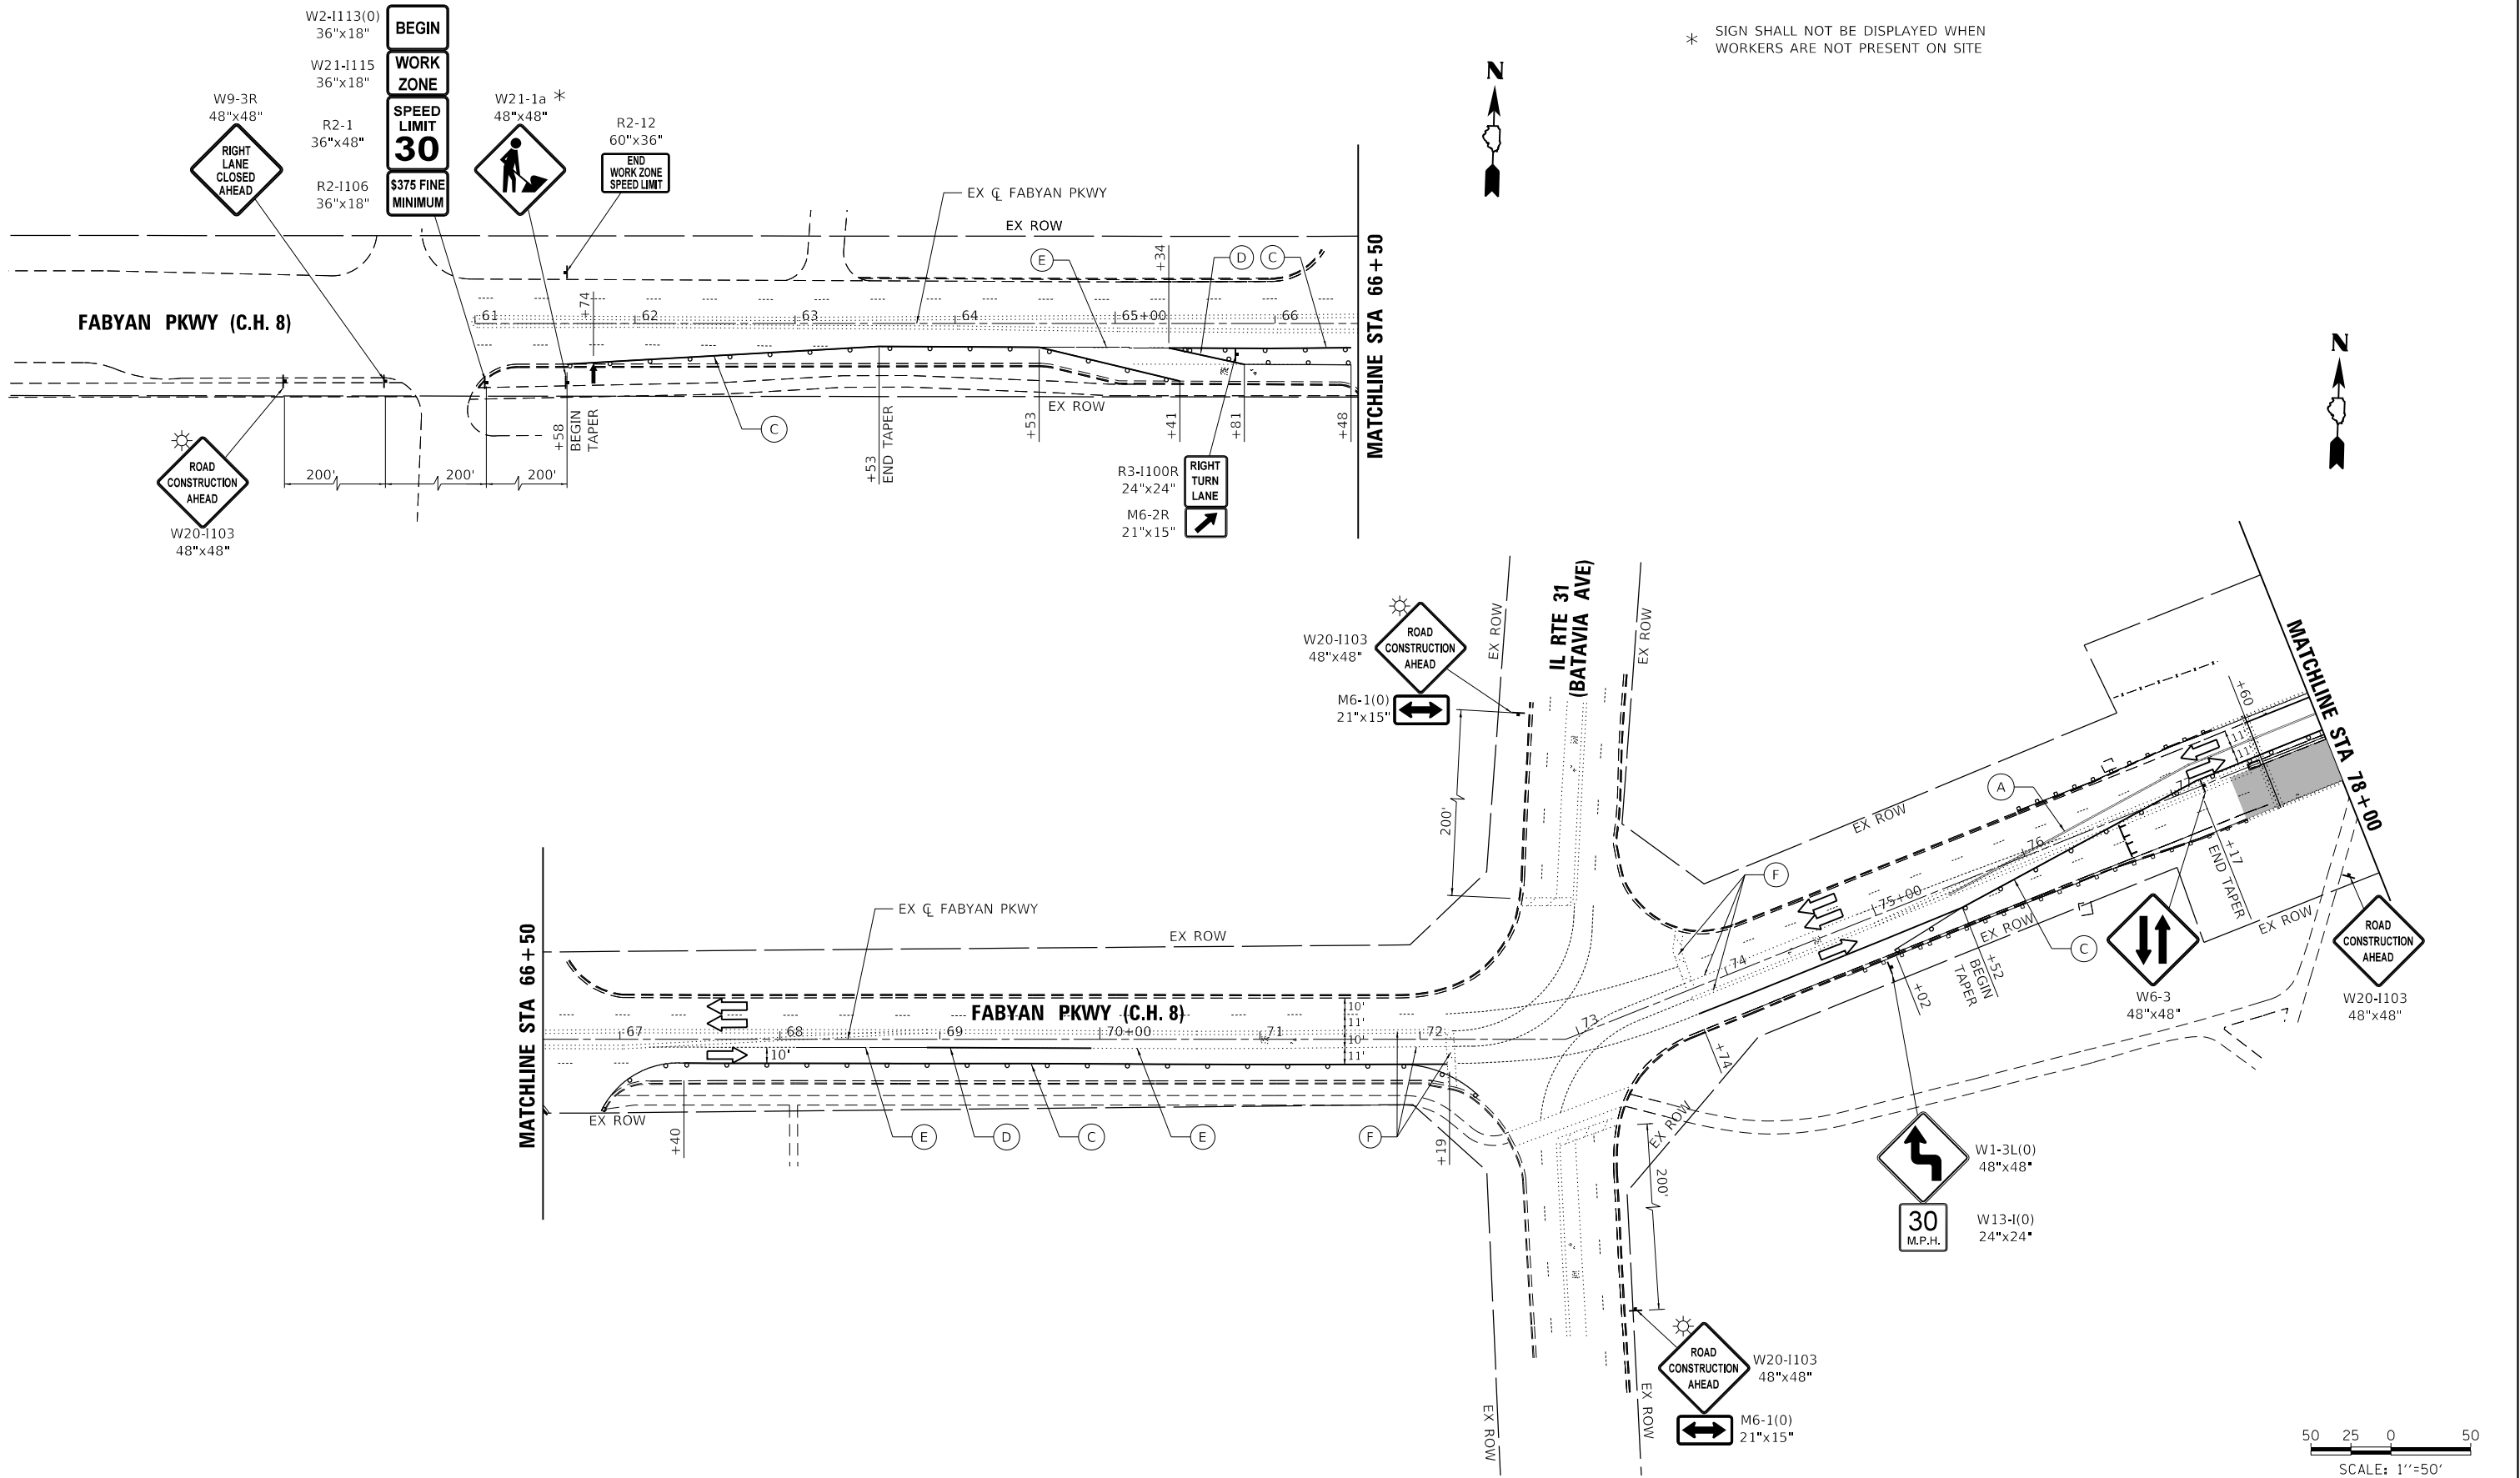 W2-I113(O)
36"x18"
BEGIN
W21-I115
36"x18"
WORK
ZONE
R2-1
36"x48"
SPEED
LIMIT
30
R2-I106
36"x18"
$375 FINE
MINIMUM
W9-3R
48"x48"
RIGHT
LANE
CLOSED
AHEAD
W21-1a *
48"x48"
R2-12
60"x36"
END
WORK ZONE
SPEED LIMIT
* SIGN SHALL NOT BE DISPLAYED WHEN
WORKERS ARE NOT PRESENT ON SITE
N
EX ℄ FABYAN PKWY
EX ROW
E
+34
D
C
MATCHLINE STA 66+50
FABYAN PKWY (C.H. 8)
61
+74
62
63
64
65+00
66
EX ROW
C
+58
BEGIN
TAPER
+53
END TAPER
+53
+41
+81
+48
200'
200'
200'
ROAD
CONSTRUCTION
AHEAD
W20-I103
48"x48"
R3-I100R
24"x24"
RIGHT
TURN
LANE
M6-2R
21"x15"
N
IL RTE 31
(BATAVIA AVE)
EX ROW
EX ROW
W20-I103
48"x48"
ROAD
CONSTRUCTION
AHEAD
M6-1(O)
21"x15"
200'
MATCHLINE STA 78+00
+60
11'
11'
A
EX ROW
77
76
75+00
74
73
F
+17
END TAPER
C
EX ROW
EX ROW
+52
BEGIN
TAPER
+02
+74
W6-3
48"x48"
ROAD
CONSTRUCTION
AHEAD
W20-I103
48"x48"
MATCHLINE STA 66+50
EX ℄ FABYAN PKWY
EX ROW
FABYAN PKWY (C.H. 8)
67
68
69
70+00
71
72
10'
10'
11'
10'
11'
EX ROW
+40
E
D
C
E
F
+19
EX ROW
200'
W1-3L(O)
48"x48"
30
M.P.H.
W13-I(O)
24"x24"
ROAD
CONSTRUCTION
AHEAD
W20-I103
48"x48"
M6-1(O)
21"x15"
EX ROW
EX ROW
50 25 0 50
SCALE: 1''=50'